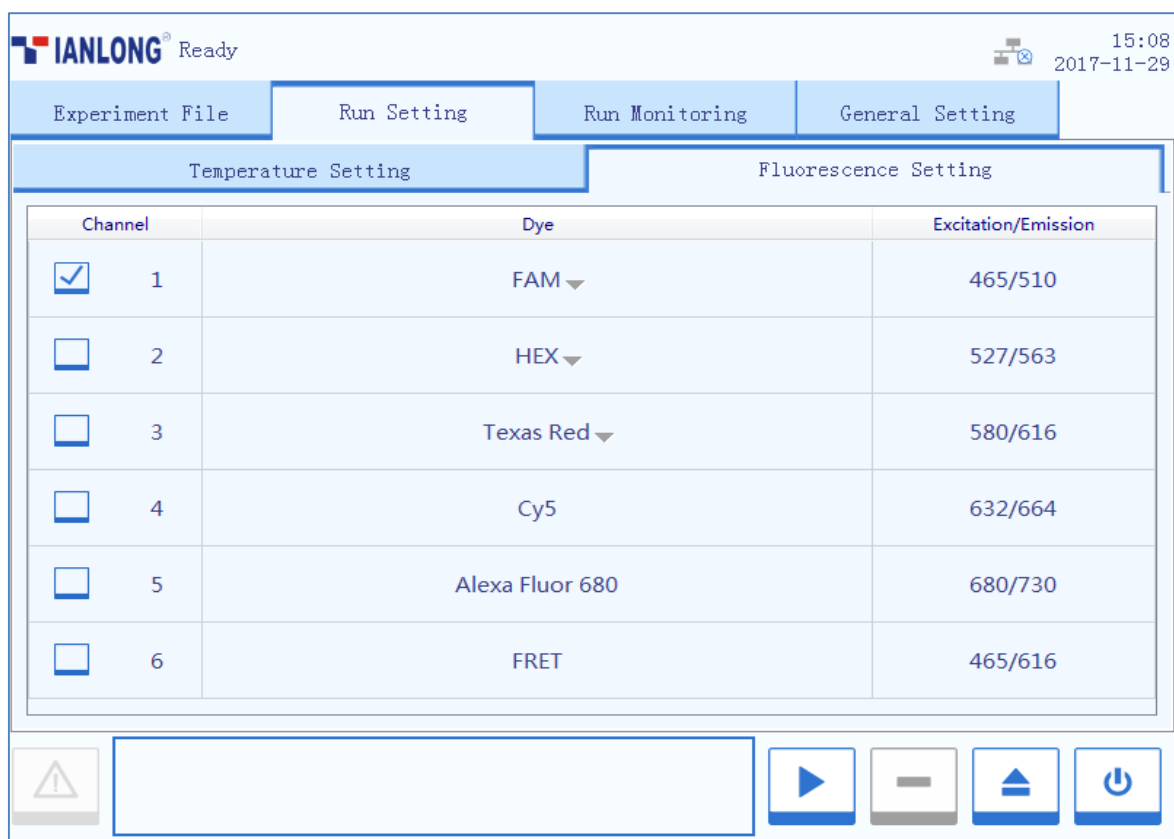 TIANLONG® Ready
15:08
2017-11-29
Experiment File Run Setting Run Monitoring General Setting
Temperature Setting Fluorescence Setting
Channel Dye Excitation/Emission
1 FAM 465/510
2 HEX 527/563
3 Texas Red 580/616
4 Cy5 632/664
5 Alexa Fluor 680 680/730
6 FRET 465/616